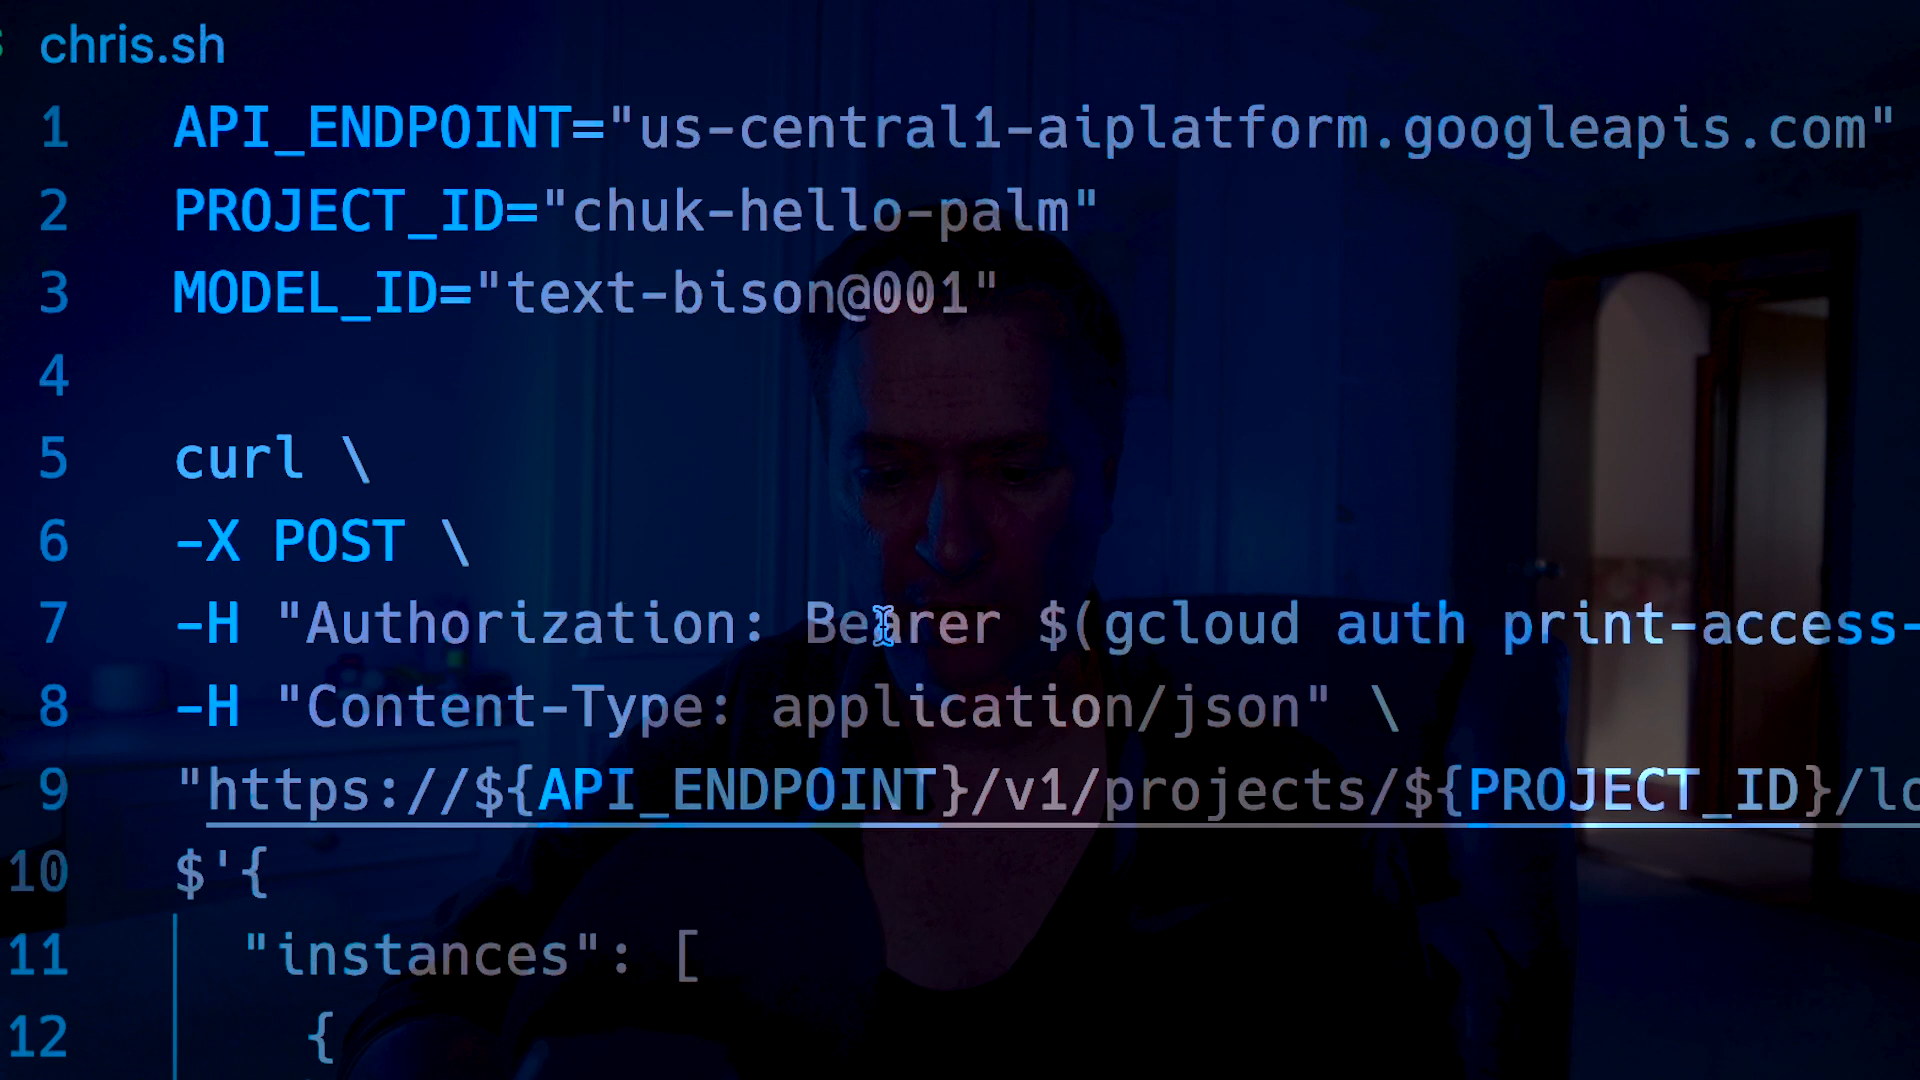 chris.sh
1 API_ENDPOINT="us-central1-aiplatform.googleapis.com"
2 PROJECT_ID="chuk-hello-palm"
3 MODEL_ID="text-bison@001"
4
5 curl \
6 -X POST \
7 -H "Authorization: Bearer $(gcloud auth print-access-
8 -H "Content-Type: application/json" \
9 "https://${API_ENDPOINT}/v1/projects/${PROJECT_ID}/lo
10 $'{
11 "instances": [
12 {